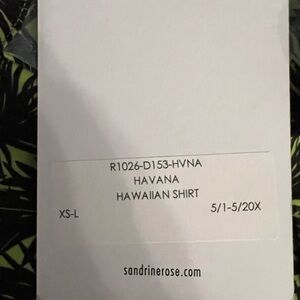 R1026-D153-HVNA
HAVANA
HAWAIIAN SHIRT
XS-L 5/1-5/20X
sandrinerose.com